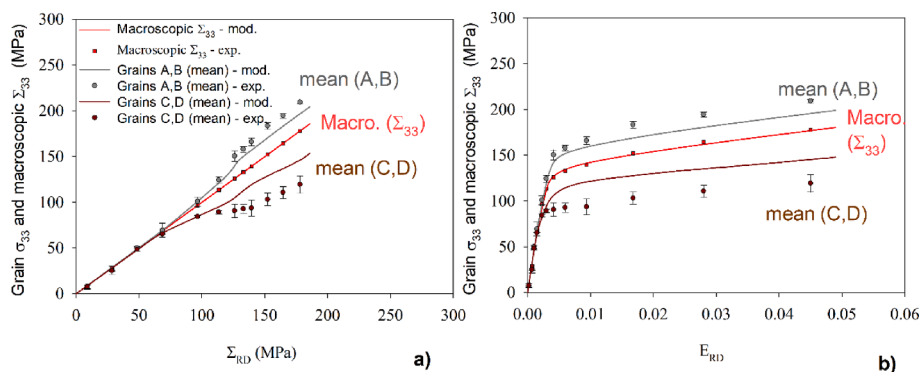 Grain σ₃₃ and macroscopic Σ₃₃ (MPa)
300
250
200
150
100
50
0
Macroscopic Σ₃₃ - mod.
Macroscopic Σ₃₃ - exp.
Grains A,B (mean) - mod.
Grains A,B (mean) - exp.
Grains C,D (mean) - mod.
Grains C,D (mean) - exp.
mean (A,B)
Macro. (Σ₃₃)
mean (C,D)
0 50 100 150 200 250 300
ΣRD (MPa)
a)
Grain σ₃₃ and macroscopic Σ₃₃ (MPa)
300
250
200
150
100
50
0
mean (A,B)
Macro.
(Σ₃₃)
mean (C,D)
0.00 0.01 0.02 0.03 0.04 0.05 0.06
ERD
b)